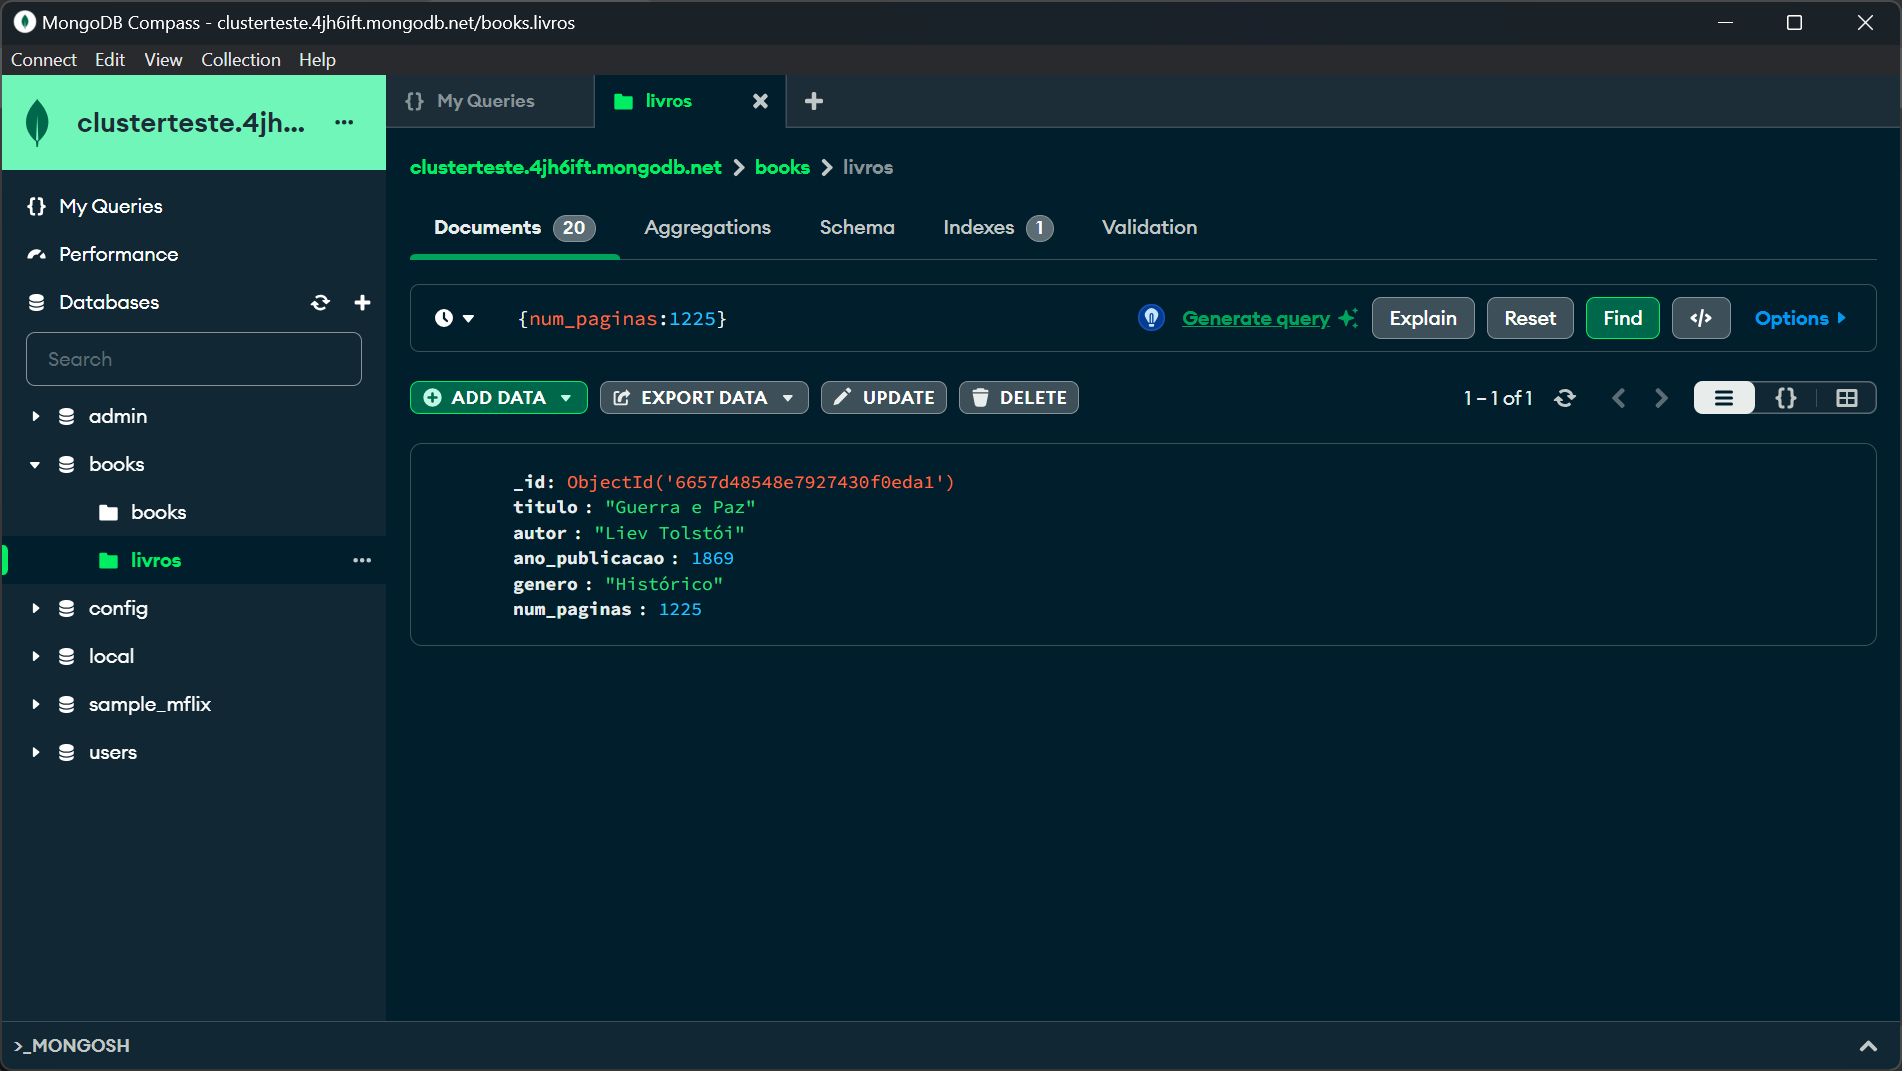 MongoDB Compass - clusterteste.4jh6ift.mongodb.net/books.livros
Connect Edit View Collection Help
clusterteste.4jh... ...
{} My Queries
Performance
Databases
Search
admin
books
books
livros ...
config
local
sample_mflix
users
{} My Queries
livros
clusterteste.4jh6ift.mongodb.net > books > livros
Documents 20 Aggregations Schema Indexes 1 Validation
{num_paginas:1225} Generate query Explain Reset Find </> Options
ADD DATA EXPORT DATA UPDATE DELETE 1 – 1 of 1 {}
_id: ObjectId('6657d48548e7927430f0eda1')
titulo : "Guerra e Paz"
autor : "Liev Tolstói"
ano_publicacao : 1869
genero : "Histórico"
num_paginas : 1225
>_MONGOSH